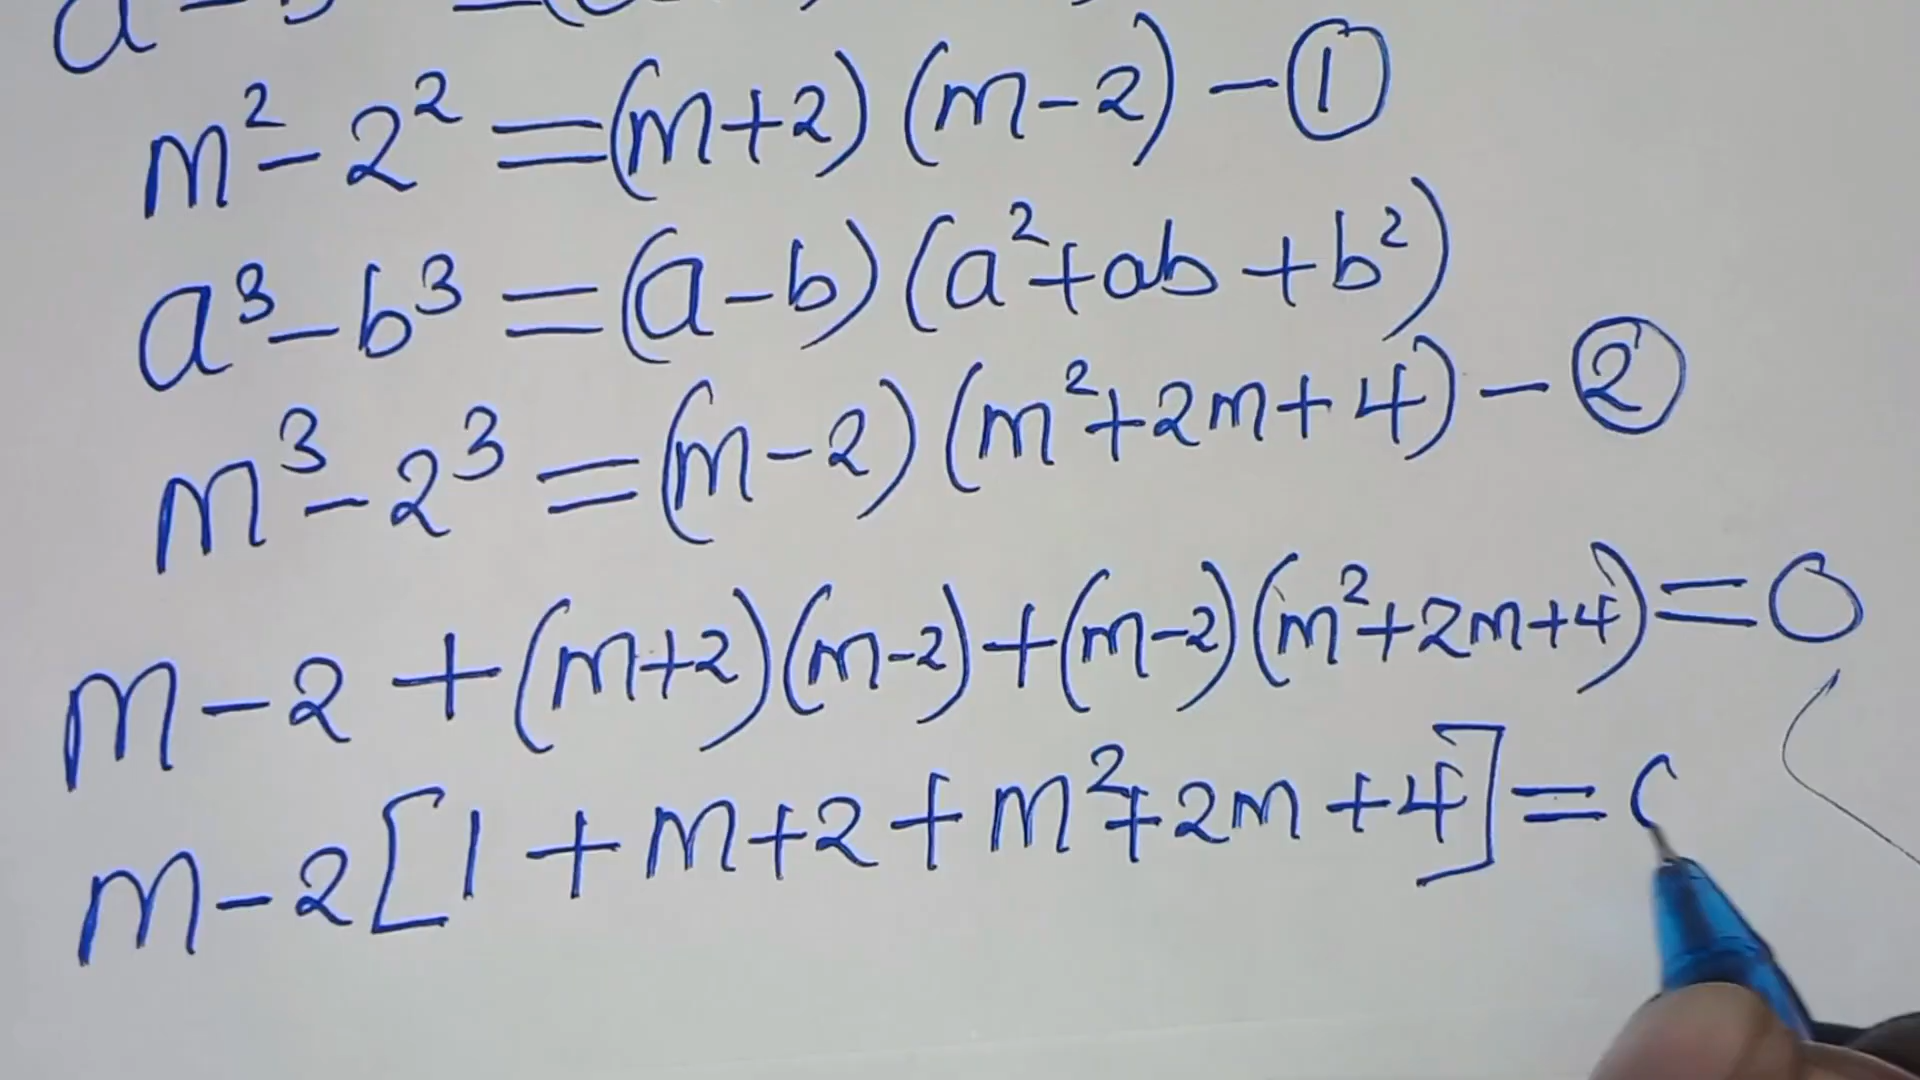 m² - 2² = (m+2) (m-2) - ①
a³ - b³ = (a-b) (a²+ab+b²)
m³ - 2³ = (m-2) (m²+2m+4) - ②
m - 2 + (m+2)(m-2) + (m-2)(m²+2m+4) = 0
m - 2 [1 + m+2 + m²+2m+4] =